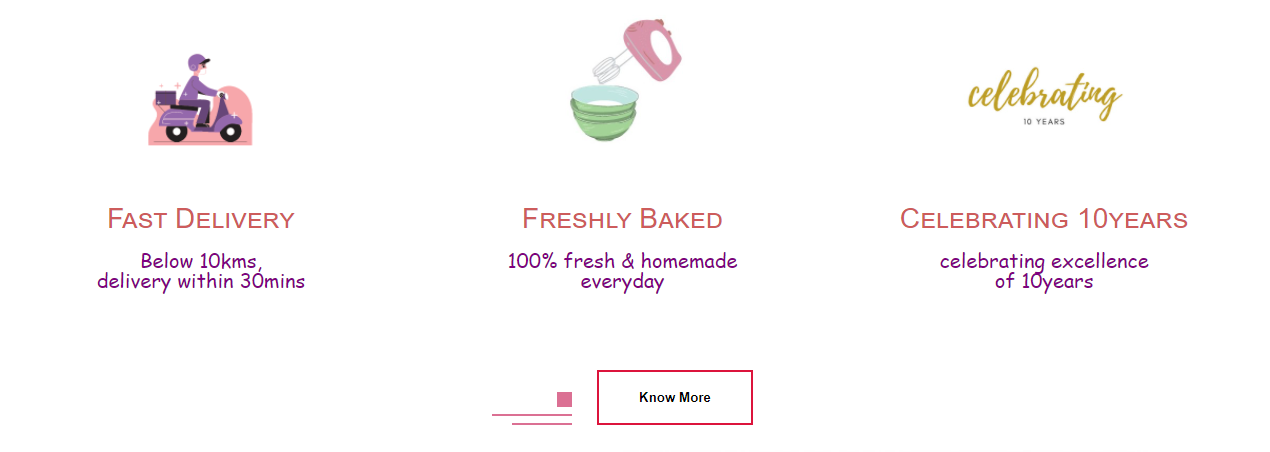 celebrating
10 YEARS
Fast Delivery
Freshly Baked
Celebrating 10years
Below 10kms,
delivery within 30mins
100% fresh & homemade
everyday
celebrating excellence
of 10years
Know More